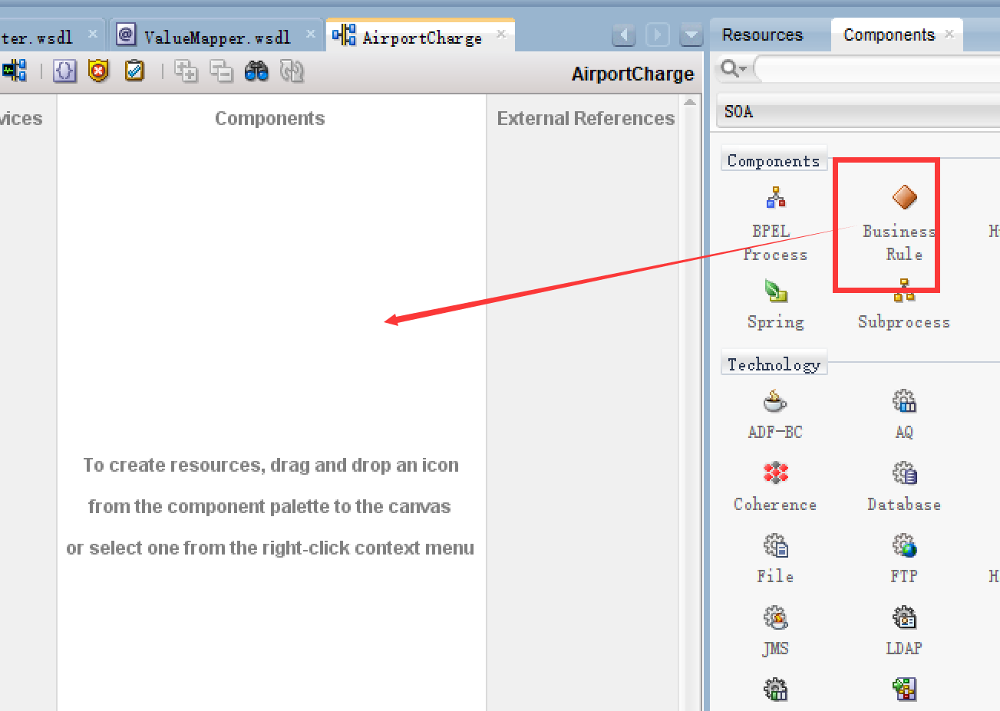 ter.wsdl
ValueMapper.wsdl
AirportCharge
Resources
Components
AirportCharge
SOA
vices
Components
External References
To create resources, drag and drop an icon
from the component palette to the canvas
or select one from the right-click context menu
Components
BPEL
Process
Business
Rule
Spring
Subprocess
Technology
ADF-BC
AQ
Coherence
Database
File
FTP
H
JMS
LDAP